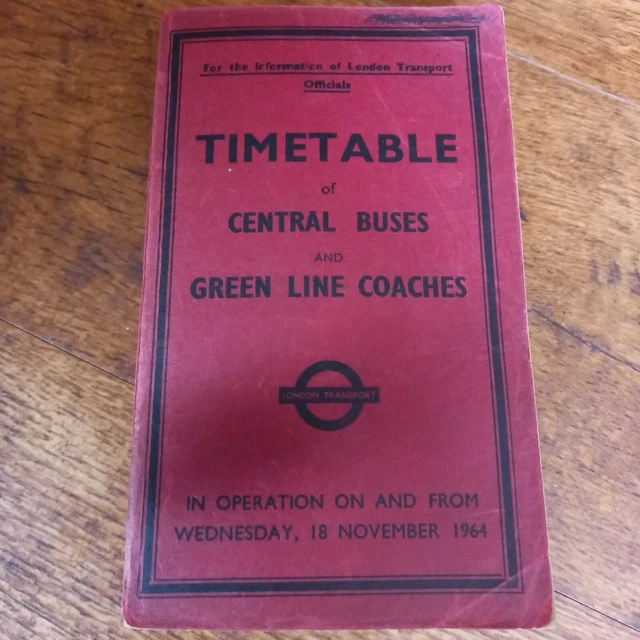 For the information of London Transport
Officials
TIMETABLE
of
CENTRAL BUSES
AND
GREEN LINE COACHES
LONDON TRANSPORT
IN OPERATION ON AND FROM
WEDNESDAY, 18 NOVEMBER 1964